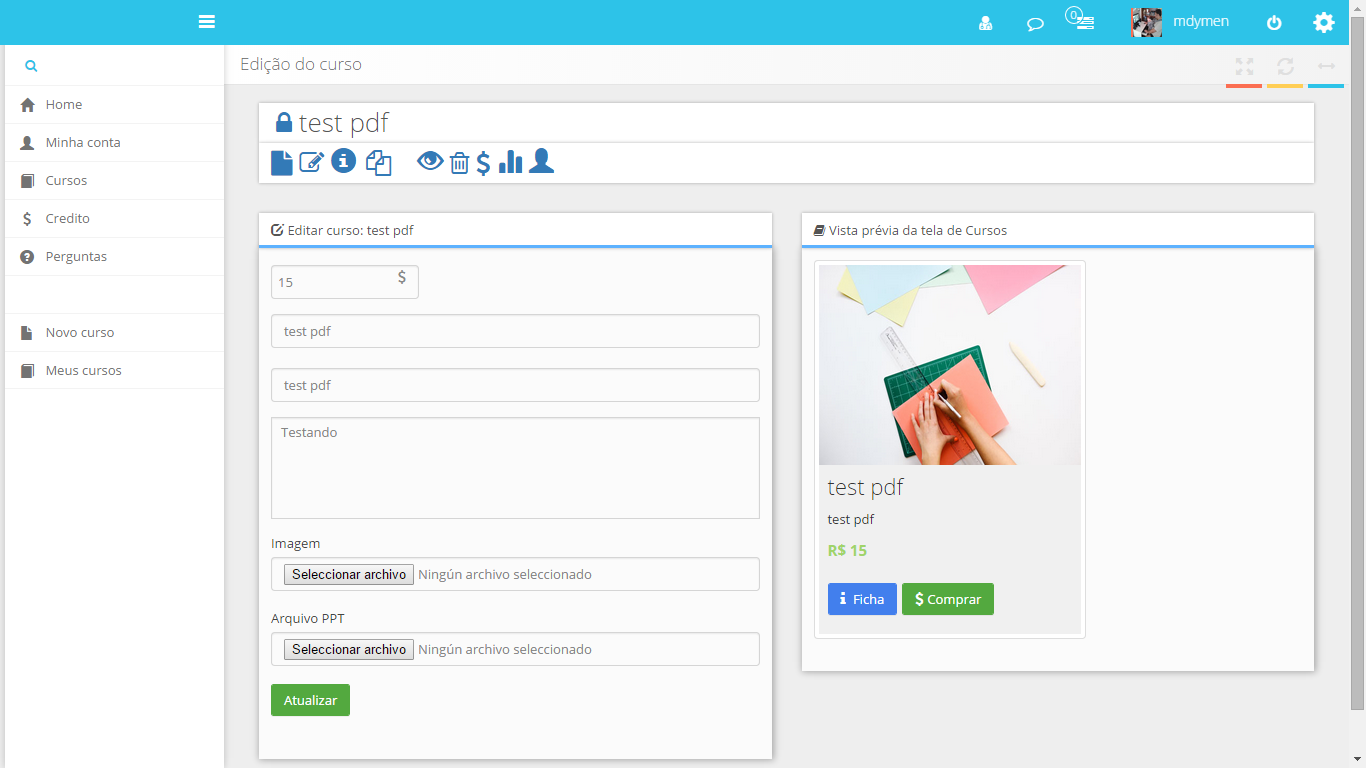 0
mdymen
Edição do curso
Home
Minha conta
Cursos
$ Credito
Perguntas
Novo curso
Meus cursos
test pdf
$
Editar curso: test pdf
15 $
test pdf
test pdf
Testando
Imagem
Seleccionar archivo Ningún archivo seleccionado
Arquivo PPT
Seleccionar archivo Ningún archivo seleccionado
Atualizar
Vista prévia da tela de Cursos
test pdf
test pdf
R$ 15
Ficha
$ Comprar